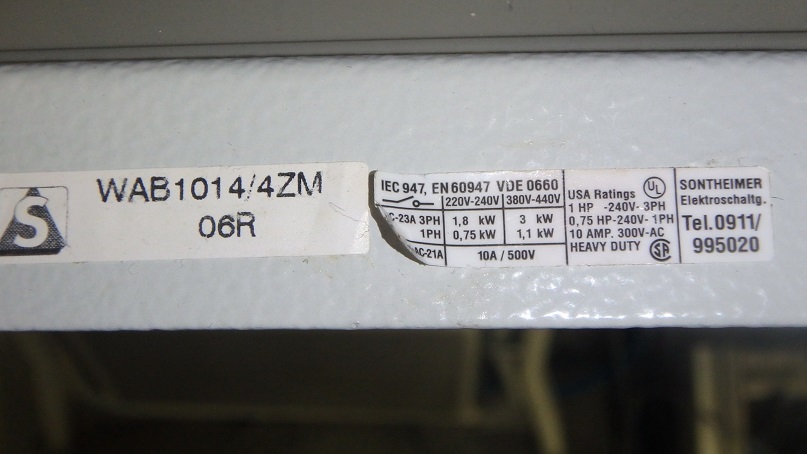 S
WAB1014/4ZM
06R
IEC 947, EN 60947 VDE 0660
220V-240V 380V-440V
C-23A 3PH 1,8 kW 3 kW
1PH 0,75 kW 1,1 kW
AC-21A 10A / 500V
USA Ratings UL
1 HP -240V- 3PH
0,75 HP-240V- 1PH
10 AMP. 300V-AC
HEAVY DUTY SA
SONTHEIMER
Elektroschaltg.
Tel.0911/
995020